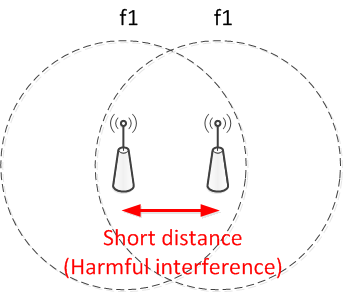 f1 f1
Short distance
(Harmful interference)